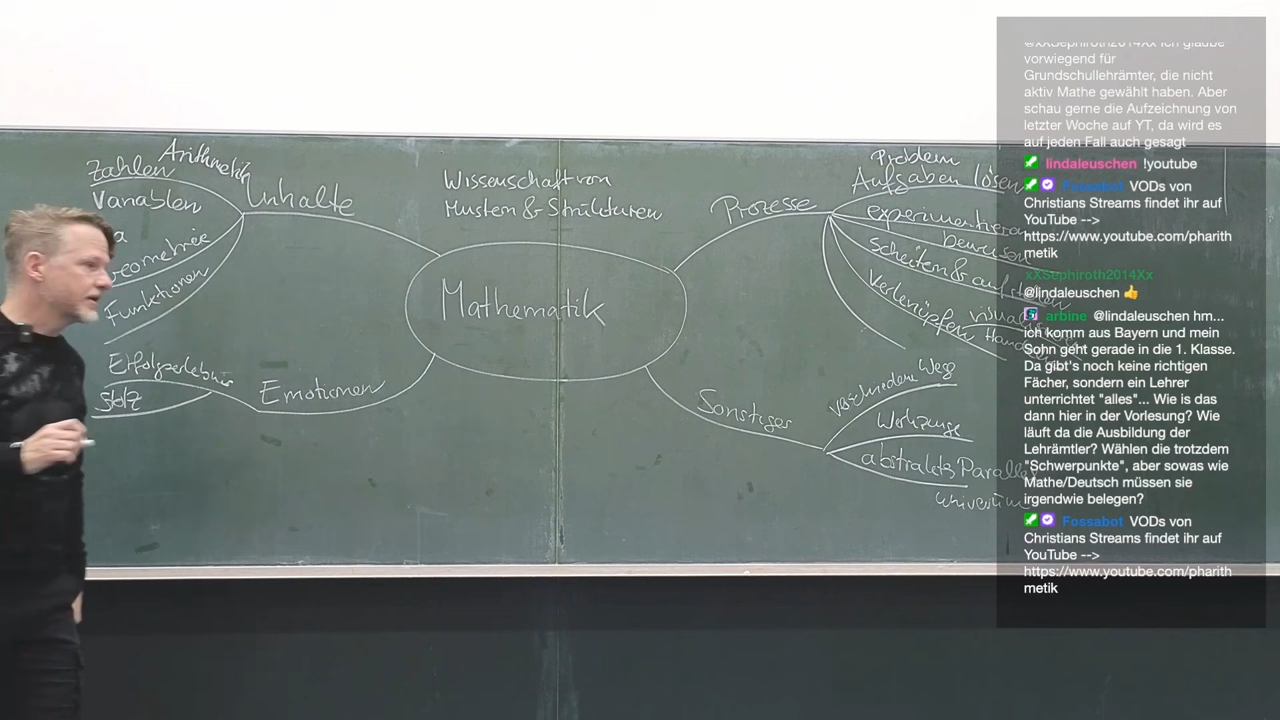 Zahlen
Arithmetik
Variablen
a
Geometrie
Funktionen
Inhalte
Erfolgserlebnis
Stolz
Emotionen
Wissenschaft von
Mustern & Strukturen
Mathematik
Prozesse
Problem
Aufgaben lösen
experimentieren
beweisen
Scheitern &
Verknüpfen
Sonstiges
verschiedene Weg
Werkzeuge
abstraktes Parallel
universum
@xXSephiroth2014Xx Ich glaube
vorwiegend für
Grundschullehrämter, die nicht
aktiv Mathe gewählt haben. Aber
schau gerne die Aufzeichnung von
letzter Woche auf YT, da wird es
auf jeden Fall auch gesagt
lindaleuschen !youtube
Fossabot VODs von
Christians Streams findet ihr auf
YouTube -->
https://www.youtube.com/pharith
metik
xXSephiroth2014Xx
@lindaleuschen 👍
arbine @lindaleuschen hm...
ich komm aus Bayern und mein
Sohn geht gerade in die 1. Klasse.
Da gibt's noch keine richtigen
Fächer, sondern ein Lehrer
unterrichtet "alles"... Wie is das
dann hier in der Vorlesung? Wie
läuft da die Ausbildung der
Lehrämtler? Wählen die trotzdem
"Schwerpunkte", aber sowas wie
Mathe/Deutsch müssen sie
irgendwie belegen?
Fossabot VODs von
Christians Streams findet ihr auf
YouTube -->
https://www.youtube.com/pharith
metik